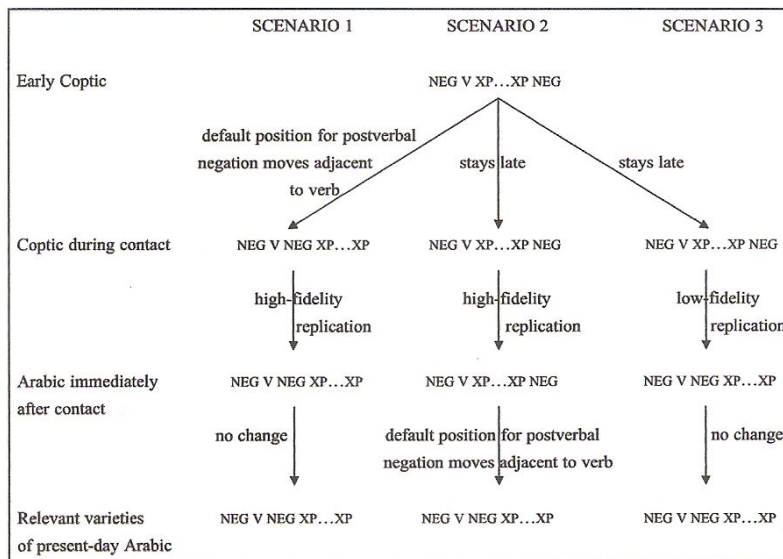 SCENARIO 1 SCENARIO 2 SCENARIO 3
Early Coptic NEG V XP…XP NEG
default position for postverbal
negation moves adjacent stays late stays late
to verb
Coptic during contact NEG V NEG XP…XP NEG V XP…XP NEG NEG V XP…XP NEG
high-fidelity high-fidelity low-fidelity
replication replication replication
Arabic immediately NEG V NEG XP…XP NEG V XP…XP NEG NEG V NEG XP…XP
after contact
no change default position for postverbal no change
negation moves adjacent to verb
Relevant varieties NEG V NEG XP…XP NEG V NEG XP…XP NEG V NEG XP…XP
of present-day Arabic